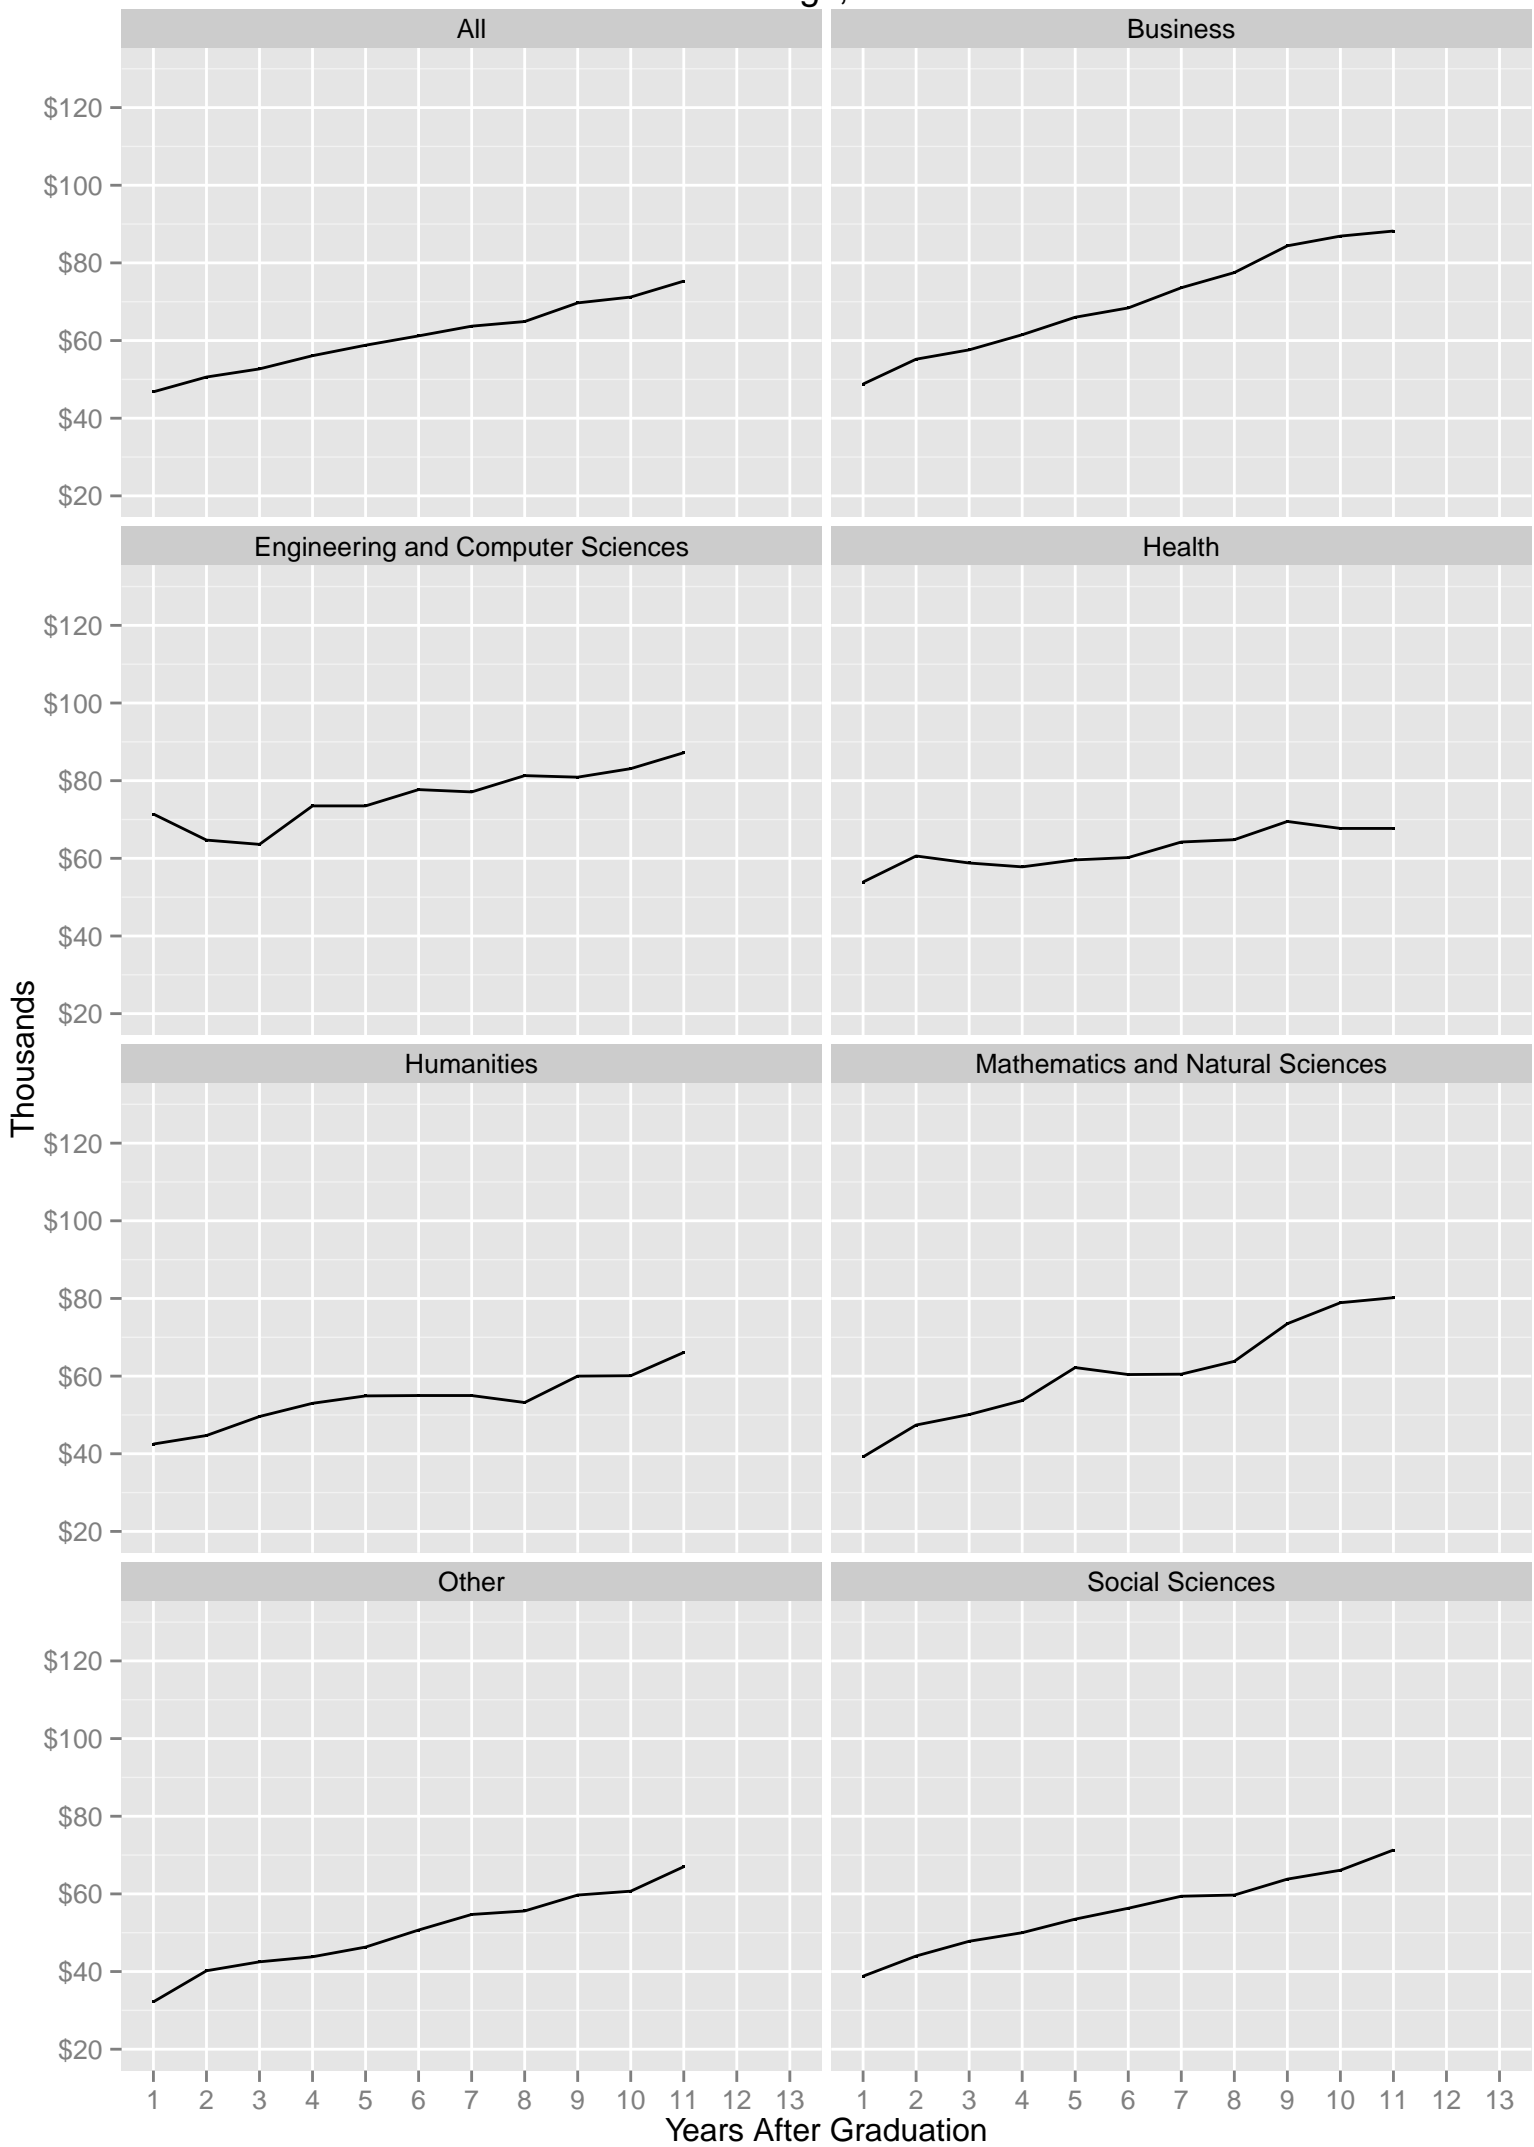 All
Business
$120
$100
$80
$60
$40
$20
Engineering and Computer Sciences
Health
$120
$100
$80
$60
$40
$20
Humanities
Mathematics and Natural Sciences
Thousands
$120
$100
$80
$60
$40
$20
Other
Social Sciences
$120
$100
$80
$60
$40
$20
1 2 3 4 5 6 7 8 9 10 11 12 13
1 2 3 4 5 6 7 8 9 10 11 12 13
Years After Graduation